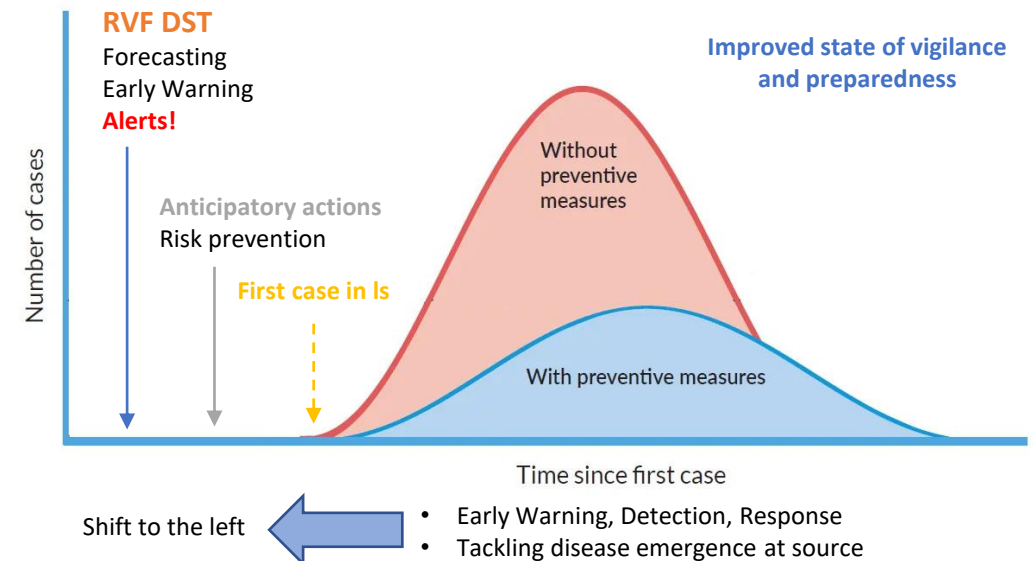 RVF DST
Forecasting
Early Warning
Alerts!
Improved state of vigilance
and preparedness
Anticipatory actions
Risk prevention
First case in ls
Without
preventive
measures
With preventive measures
Number of cases
Time since first case
Shift to the left
• Early Warning, Detection, Response
• Tackling disease emergence at source